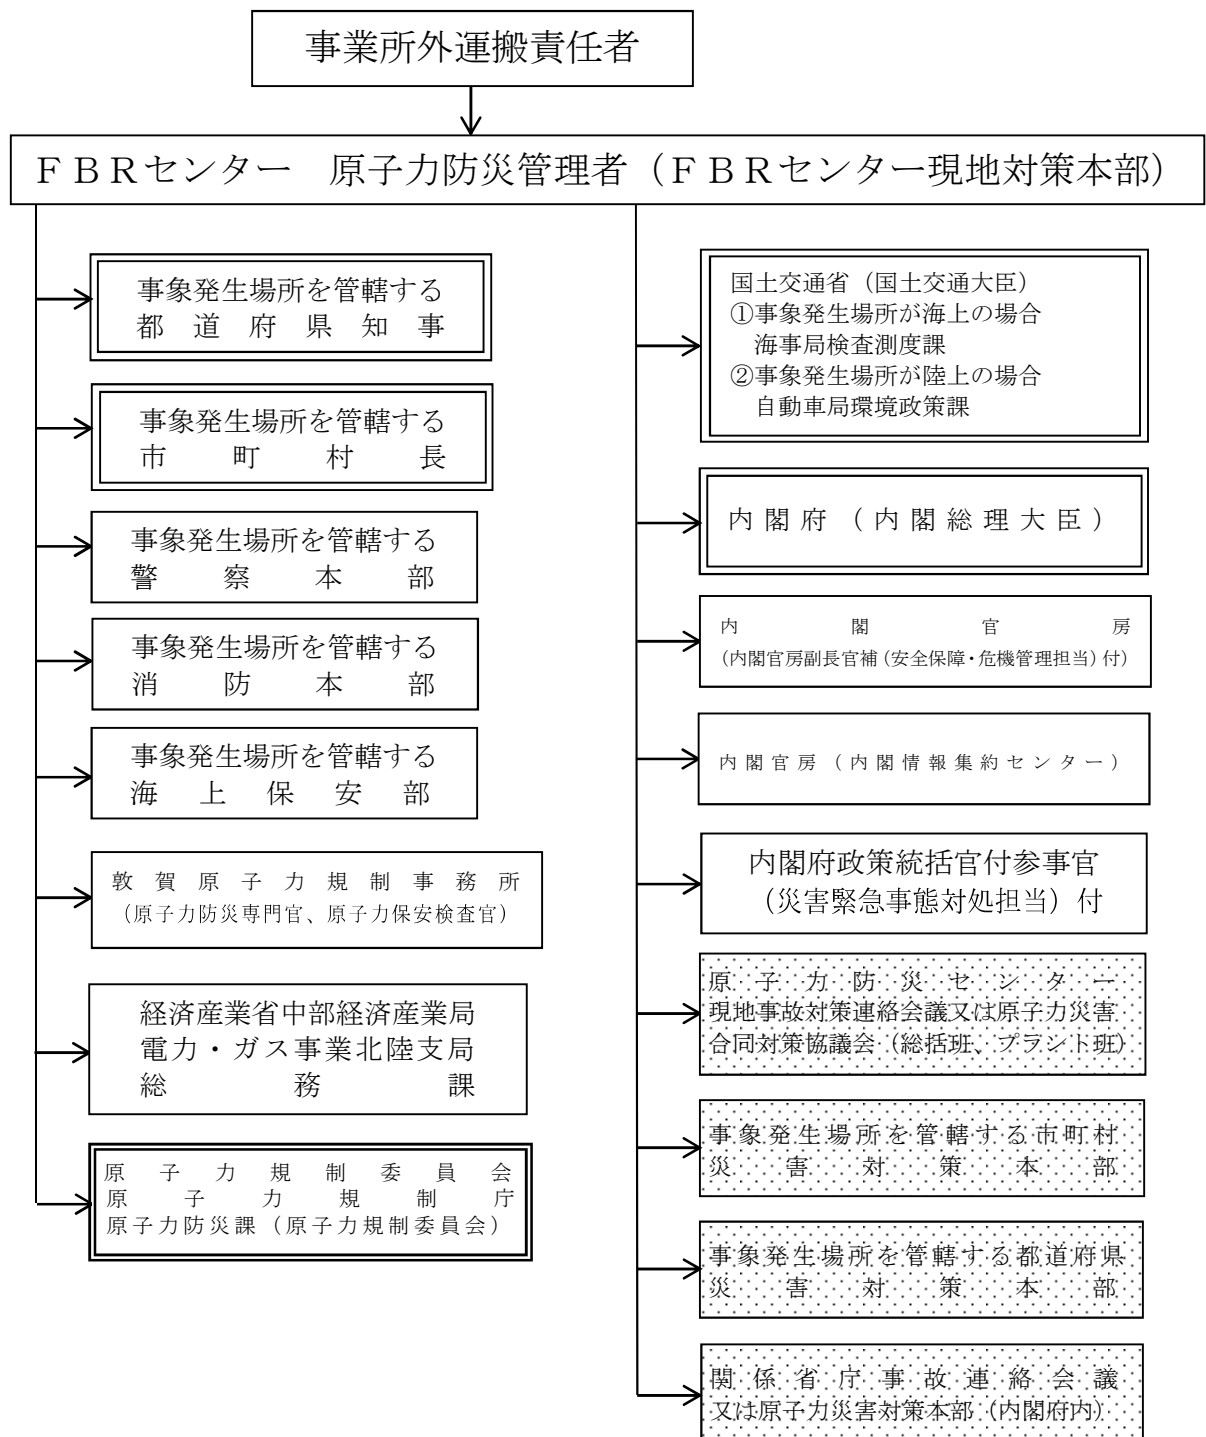 事業所外運搬責任者
ＦＢＲセンター　原子力防災管理者（ＦＢＲセンター現地対策本部）
事象発生場所を管轄する
都道府県知事
事象発生場所を管轄する
市町村長
事象発生場所を管轄する
警察本部
事象発生場所を管轄する
消防本部
事象発生場所を管轄する
海上保安部
敦賀原子力規制事務所
（原子力防災専門官、原子力保安検査官）
経済産業省中部経済産業局
電力・ガス事業北陸支局
総務課
原子力規制委員会
原子力規制庁
原子力防災課（原子力規制委員会）
国土交通省（国土交通大臣）
①事象発生場所が海上の場合
海事局検査測度課
②事象発生場所が陸上の場合
自動車局環境政策課
内閣府（内閣総理大臣）
内閣官房
（内閣官房副長官補（安全保障・危機管理担当）付）
内閣官房（内閣情報集約センター）
内閣府政策統括官付参事官
（災害緊急事態対処担当）付
原子力防災センター
現地事故対策連絡会議又は原子力災害
合同対策協議会（総括班、プラント班）
事象発生場所を管轄する市町村
災害対策本部
事象発生場所を管轄する都道府県
災害対策本部
関係省庁事故連絡会議
又は原子力災害対策本部（内閣府内）